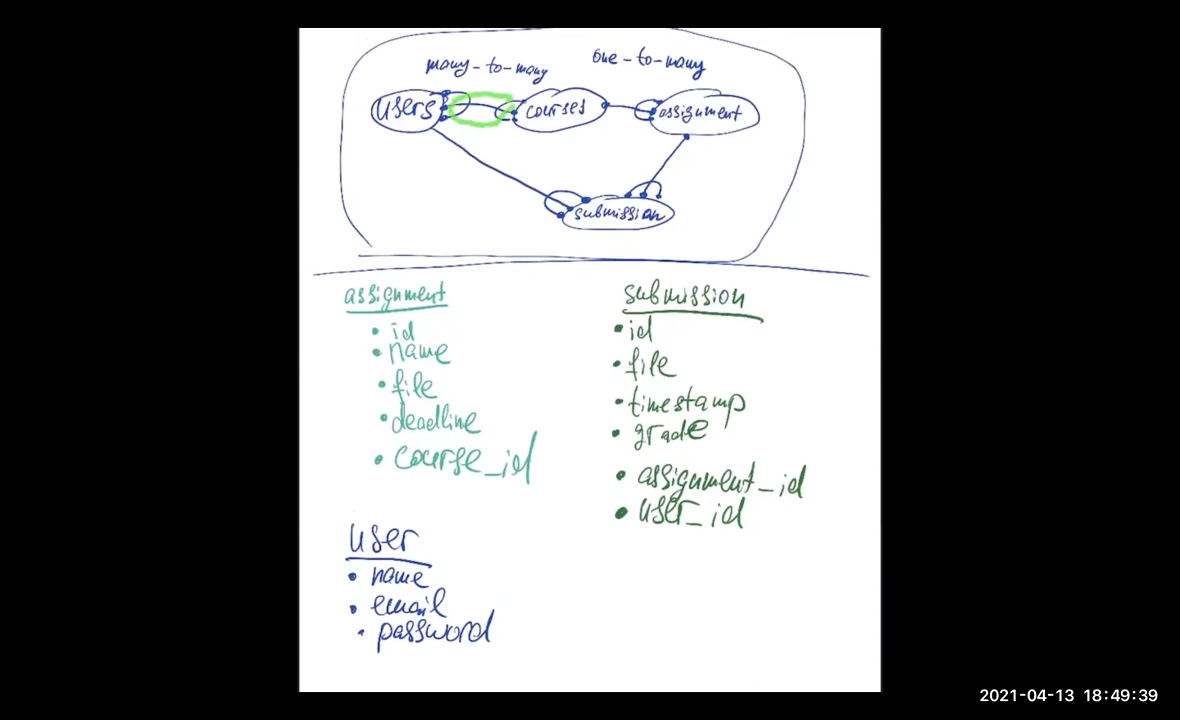 many-to-many
one-to-many
users
courses
assignment
submission
assignment
• id
• name
• file
• deadline
• course_id
submission
• id
• file
• timestamp
• grade
• assignment_id
• user_id
user
• name
• email
• password
2021-04-13 18:49:39